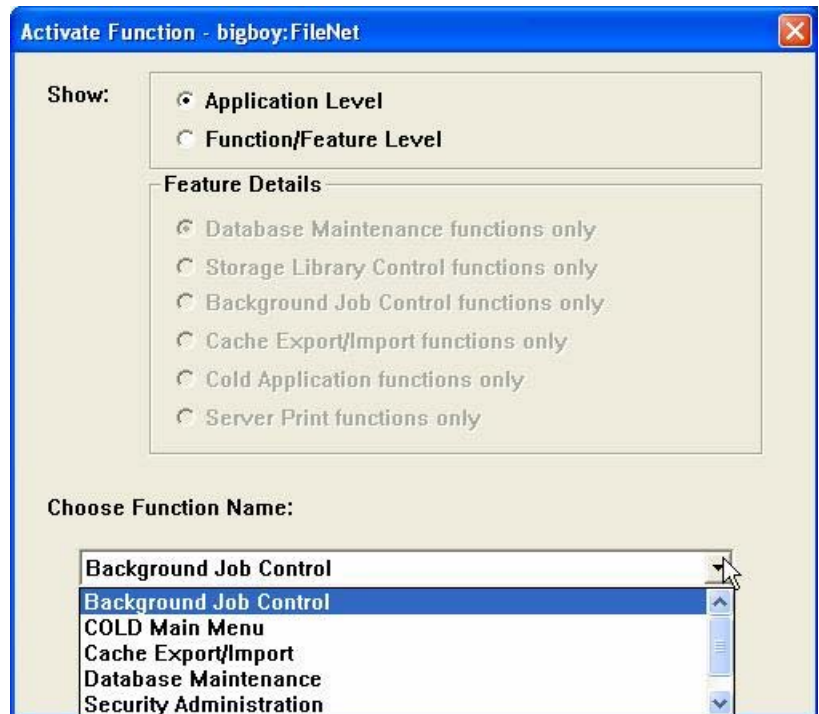 Activate Function - bigboy:FileNet
Show:
Application Level
Function/Feature Level
Feature Details
Database Maintenance functions only
Storage Library Control functions only
Background Job Control functions only
Cache Export/Import functions only
Cold Application functions only
Server Print functions only
Choose Function Name:
Background Job Control
Background Job Control
COLD Main Menu
Cache Export/Import
Database Maintenance
Security Administration